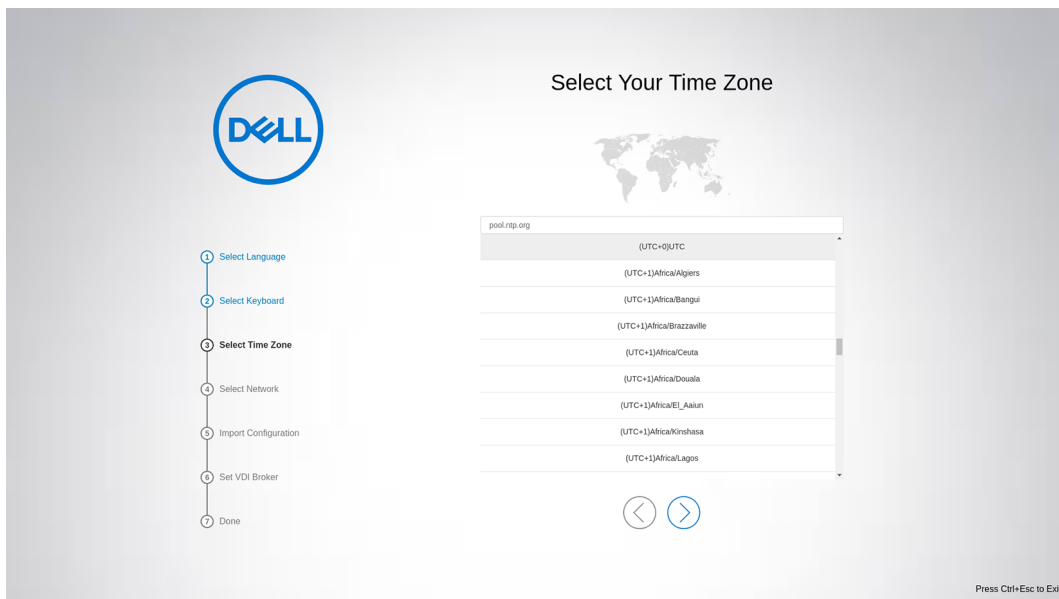 DELL
Select Your Time Zone
pool.ntp.org
(UTC+0)UTC
(UTC+1)Africa/Algiers
(UTC+1)Africa/Bangui
(UTC+1)Africa/Brazzaville
(UTC+1)Africa/Ceuta
(UTC+1)Africa/Douala
(UTC+1)Africa/El_Aaiun
(UTC+1)Africa/Kinshasa
(UTC+1)Africa/Lagos
1 Select Language
2 Select Keyboard
3 Select Time Zone
4 Select Network
5 Import Configuration
6 Set VDI Broker
7 Done
Press Ctrl+Esc to Exi